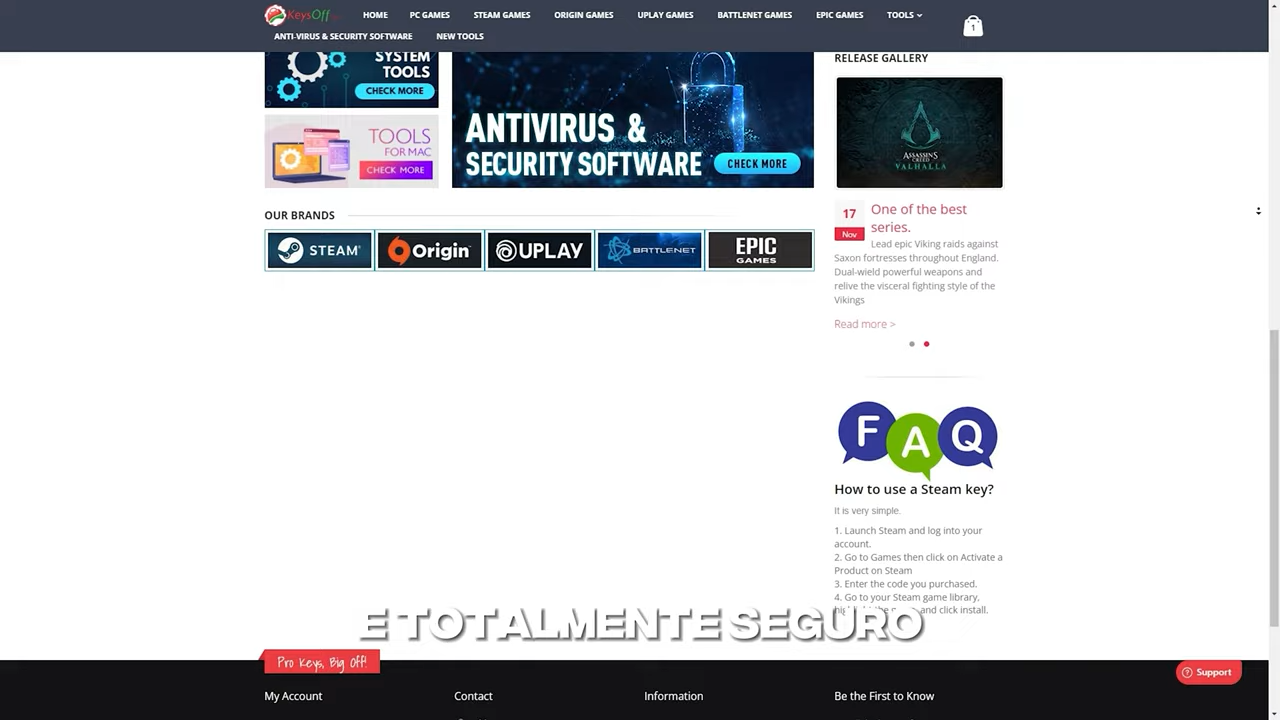 KeysOff
HOME PC GAMES STEAM GAMES ORIGIN GAMES UPLAY GAMES BATTLENET GAMES EPIC GAMES TOOLS
1
ANTI-VIRUS & SECURITY SOFTWARE NEW TOOLS
SYSTEM
TOOLS
CHECK MORE
TOOLS
FOR MAC
CHECK MORE
ANTIVIRUS &
SECURITY SOFTWARE
CHECK MORE
OUR BRANDS
STEAM
Origin
UPLAY
BATTLE.NET
EPIC
GAMES
RELEASE GALLERY
ASSASSIN'S
CREED
VALHALLA
17
Nov
One of the best
series.
Lead epic Viking raids against
Saxon fortresses throughout England.
Dual-wield powerful weapons and
relive the visceral fighting style of the
Vikings
Read more >
FAQ
How to use a Steam key?
It is very simple.
1. Launch Steam and log into your
account.
2. Go to Games then click on Activate a
Product on Steam
3. Enter the code you purchased.
4. Go to your Steam game library,
and click install.
E TOTALMENTE SEGURO
Pro Keys, Big Off!
Support
My Account Contact Information Be the First to Know